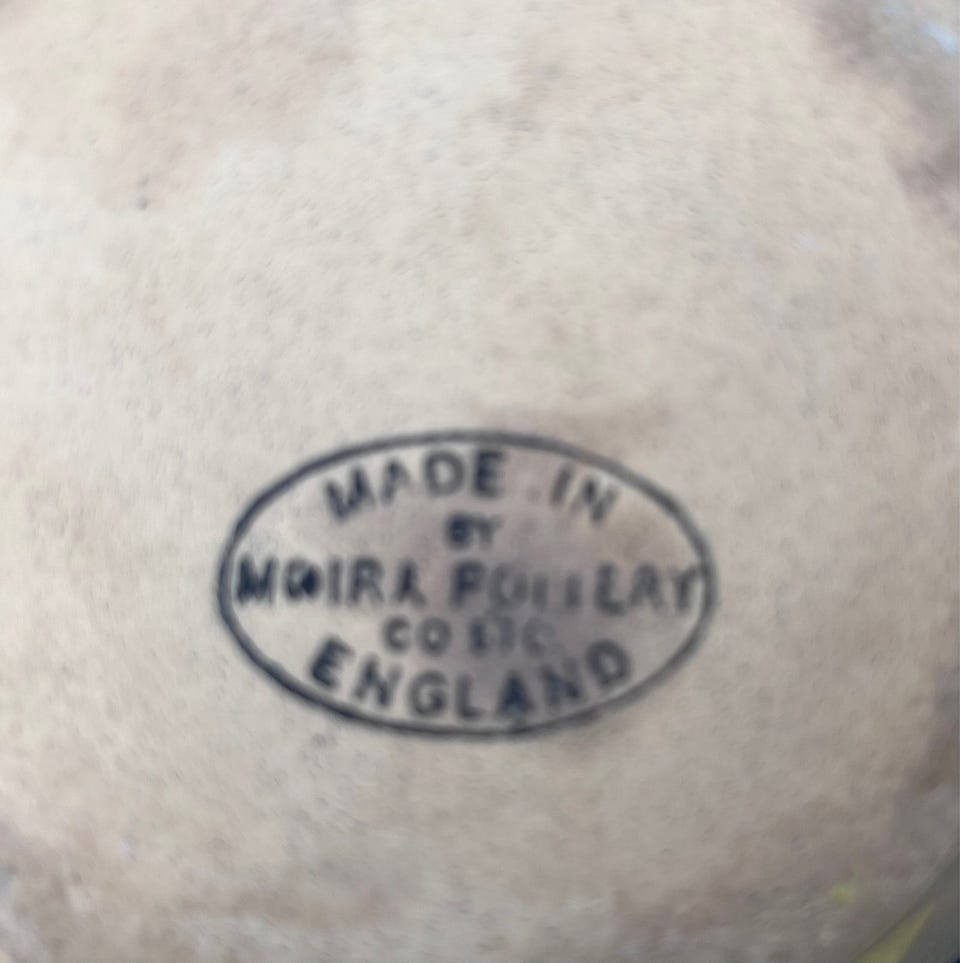 MADE IN
BY
MOIRA POTTERY
CO LTD.
ENGLAND